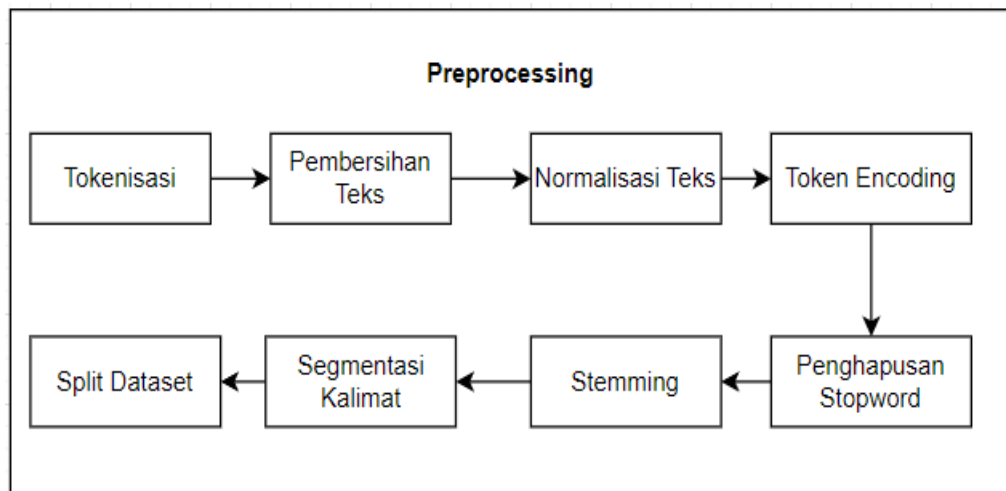 Preprocessing
Tokenisasi
Pembersihan
Teks
Normalisasi Teks
Token Encoding
Penghapusan
Stopword
Stemming
Segmentasi
Kalimat
Split Dataset